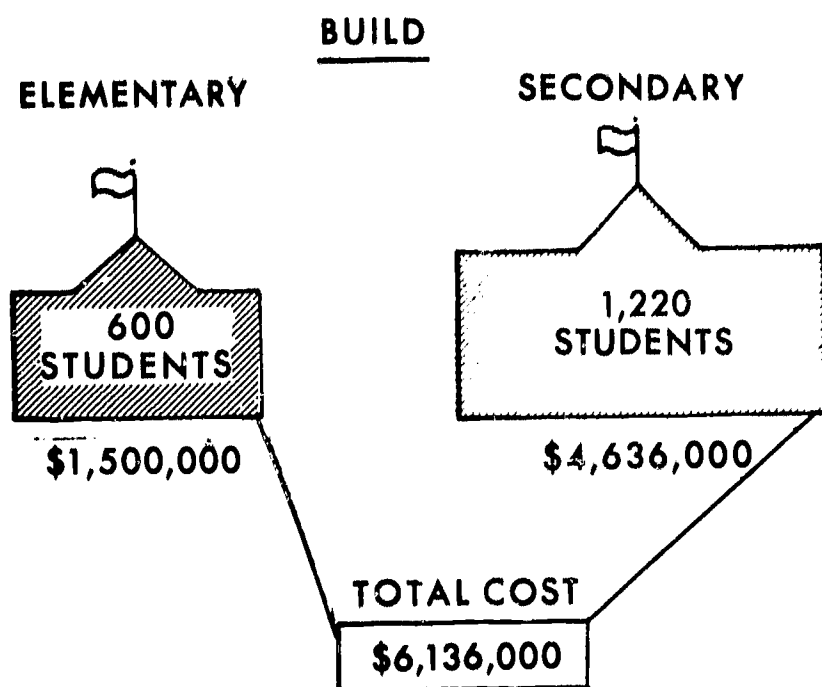 BUILD
ELEMENTARY
SECONDARY
600
STUDENTS
1,220
STUDENTS
$1,500,000
$4,636,000
TOTAL COST
$6,136,000